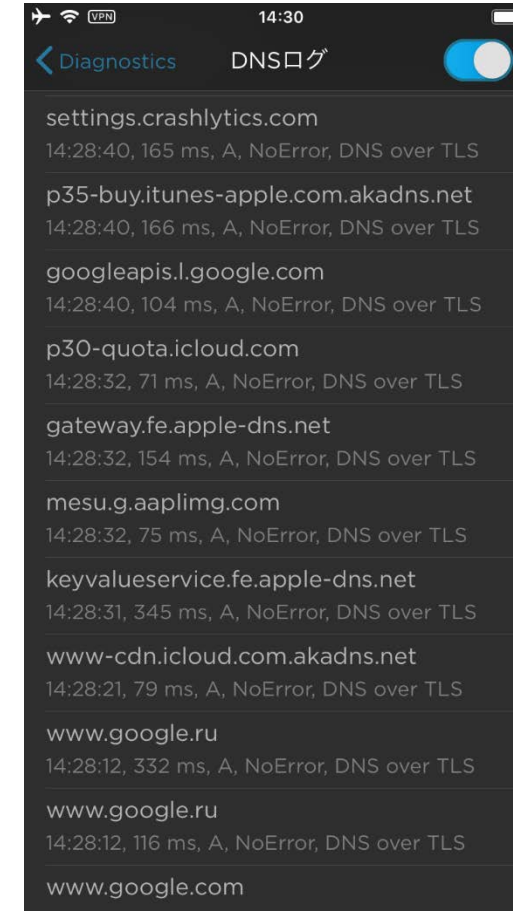 VPN
14:30
Diagnostics
DNSログ
settings.crashlytics.com
14:28:40, 165 ms, A, NoError, DNS over TLS
p35-buy.itunes-apple.com.akadns.net
14:28:40, 166 ms, A, NoError, DNS over TLS
googleapis.l.google.com
14:28:40, 104 ms, A, NoError, DNS over TLS
p30-quota.icloud.com
14:28:32, 71 ms, A, NoError, DNS over TLS
gateway.fe.apple-dns.net
14:28:32, 154 ms, A, NoError, DNS over TLS
mesu.g.aaplimg.com
14:28:32, 75 ms, A, NoError, DNS over TLS
keyvalueservice.fe.apple-dns.net
14:28:31, 345 ms, A, NoError, DNS over TLS
www-cdn.icloud.com.akadns.net
14:28:21, 79 ms, A, NoError, DNS over TLS
www.google.ru
14:28:12, 332 ms, A, NoError, DNS over TLS
www.google.ru
14:28:12, 116 ms, A, NoError, DNS over TLS
www.google.com